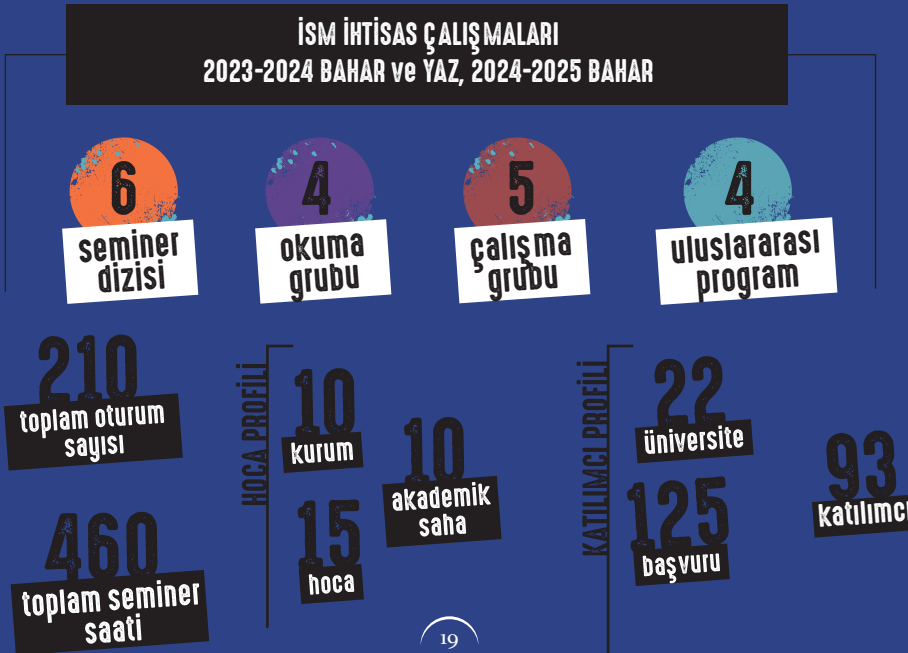 İSM İHTİSAS ÇALIŞMALARI
2023-2024 BAHAR ve YAZ, 2024-2025 BAHAR
6
seminer
dizisi
4
okuma
grubu
5
çalışma
grubu
4
uluslararası
program
210
toplam oturum
sayısı
460
toplam seminer
saati
HOCA PROFİLİ
10
kurum
10
akademik
saha
15
hoca
KATILIMCI PROFİLİ
22
üniversite
125
başvuru
93
katılımcı
19